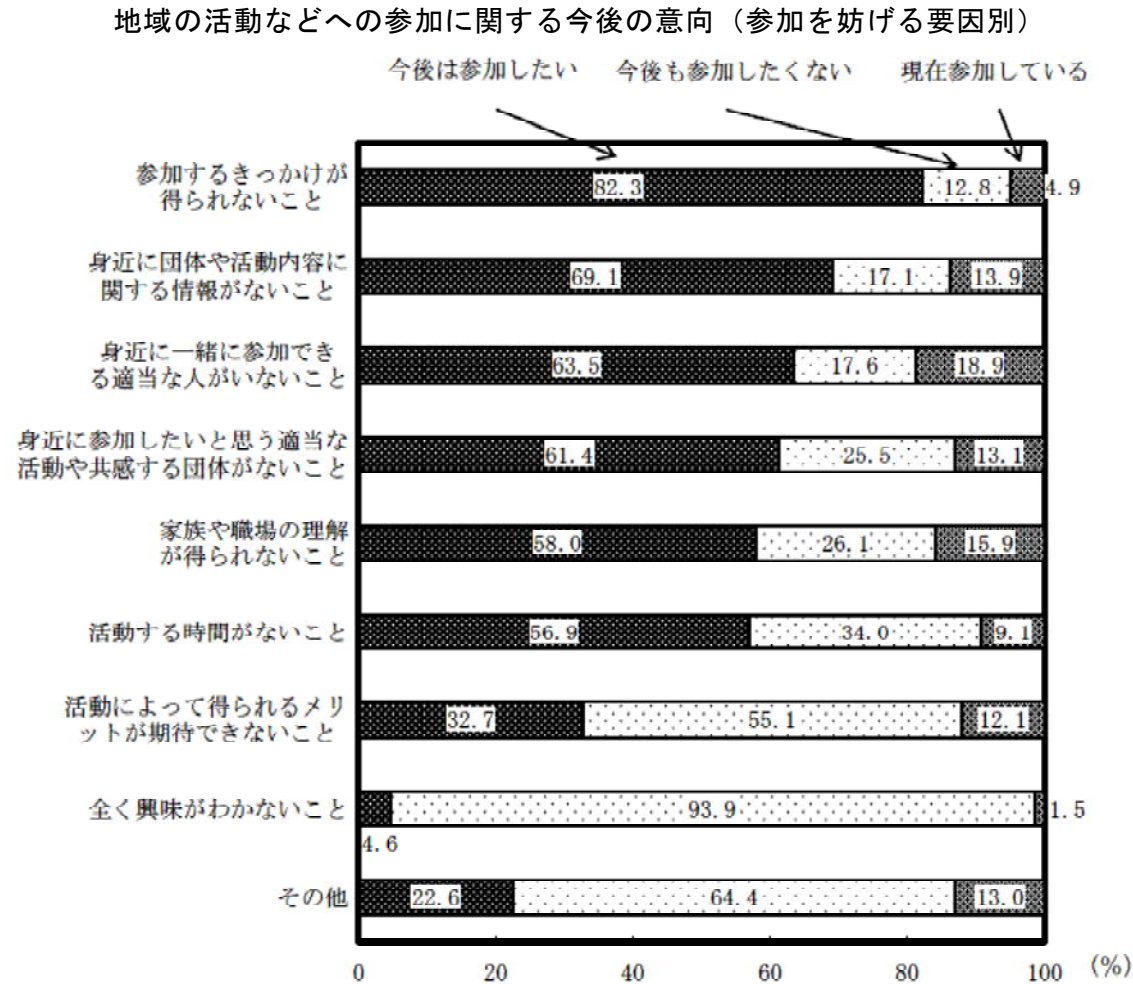 地域の活動などへの参加に関する今後の意向（参加を妨げる要因別）
今後は参加したい　今後も参加したくない　現在参加している
参加するきっかけが
得られないこと
82.3 12.8 4.9
身近に団体や活動内容に
関する情報がないこと
69.1 17.1 13.9
身近に一緒に参加でき
る適当な人がいないこと
63.5 17.6 18.9
身近に参加したいと思う適当な
活動や共感する団体がないこと
61.4 25.5 13.1
家族や職場の理解
が得られないこと
58.0 26.1 15.9
活動する時間がないこと
56.9 34.0 9.1
活動によって得られるメリ
ットが期待できないこと
32.7 55.1 12.1
全く興味がわかないこと
93.9 1.5
4.6
その他
22.6 64.4 13.0
0 20 40 60 80 100 (%)